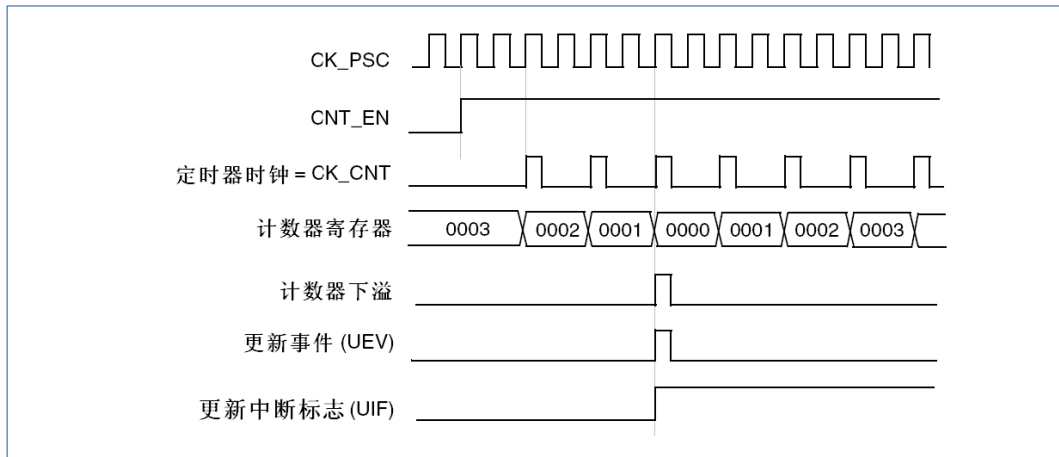 CK_PSC
CNT_EN
定时器时钟 = CK_CNT
计数器寄存器 0003 0002 0001 0000 0001 0002 0003
计数器下溢
更新事件 (UEV)
更新中断标志 (UIF)